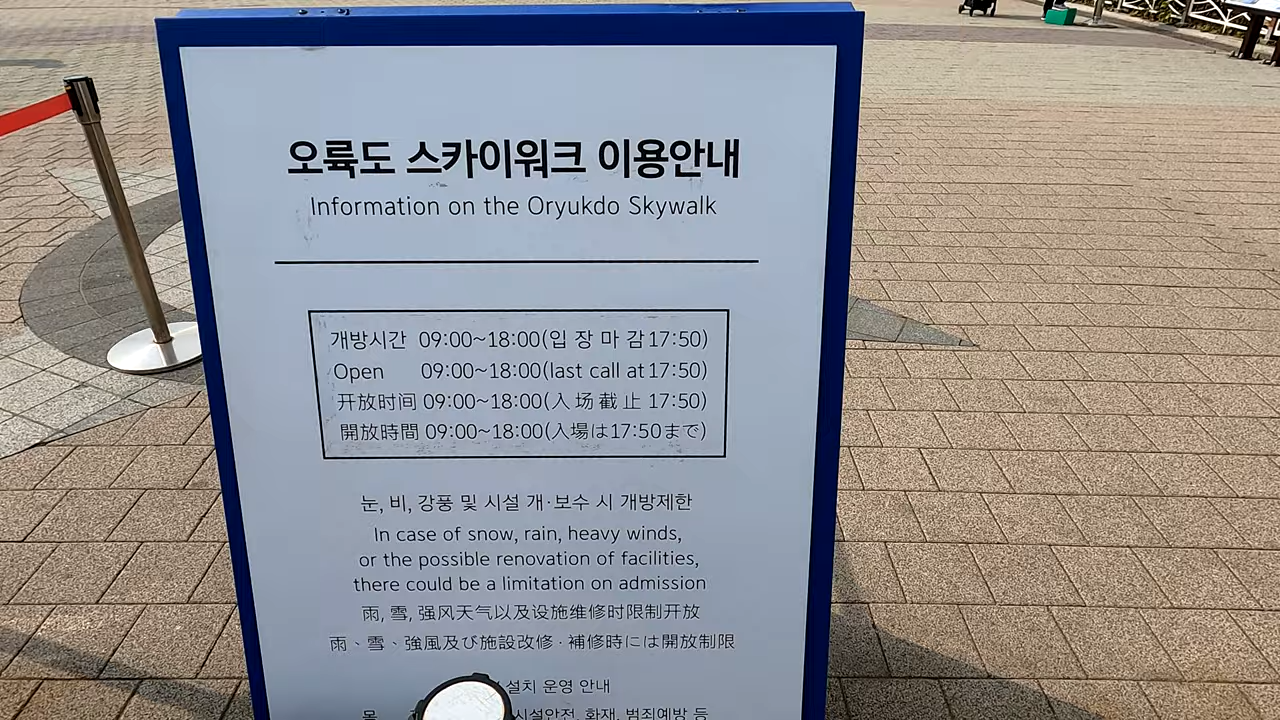 오륙도 스카이워크 이용안내
Information on the Oryukdo Skywalk
개방시간 09:00~18:00(입 장 마 감 17:50)
Open 09:00~18:00(last call at 17:50)
开放时间 09:00~18:00(入 场 截 止 17:50)
開放時間 09:00~18:00(入場は17:50まで)
눈, 비, 강풍 및 시설 개·보수 시 개방제한
In case of snow, rain, heavy winds,
or the possible renovation of facilities,
there could be a limitation on admission
雨, 雪, 强风天气以及设施维修时限制开放
雨、雪、強風及び施設改修 · 補修時には開放制限
설치 운영 안내
시설안전, 화재, 범죄예방 등